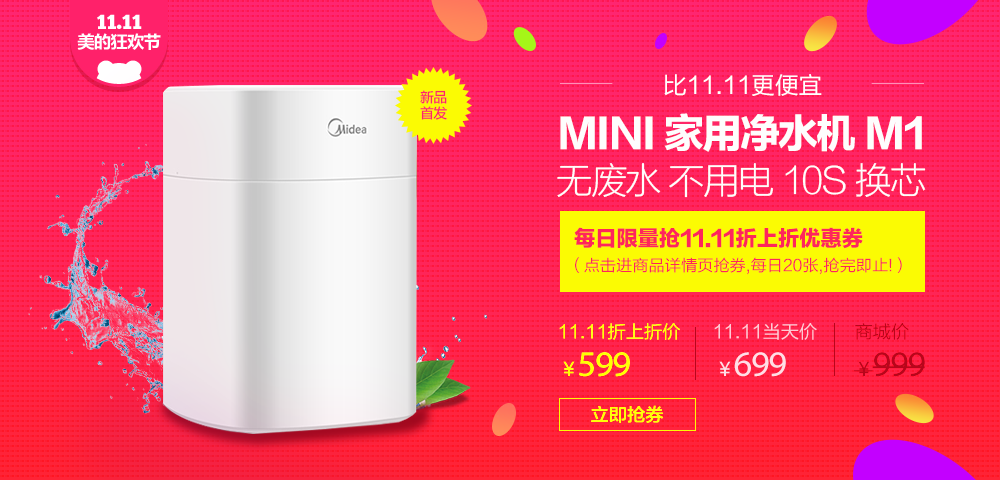 11.11
美的狂欢节
新品
首发
Midea
比11.11更便宜
MINI 家用净水机 M1
无废水 不用电 10S 换芯
每日限量抢11.11折上折优惠券
( 点击进商品详情页抢券,每日20张,抢完即止! )
11.11折上折价
¥599
11.11当天价
¥699
商城价
¥999
立即抢券